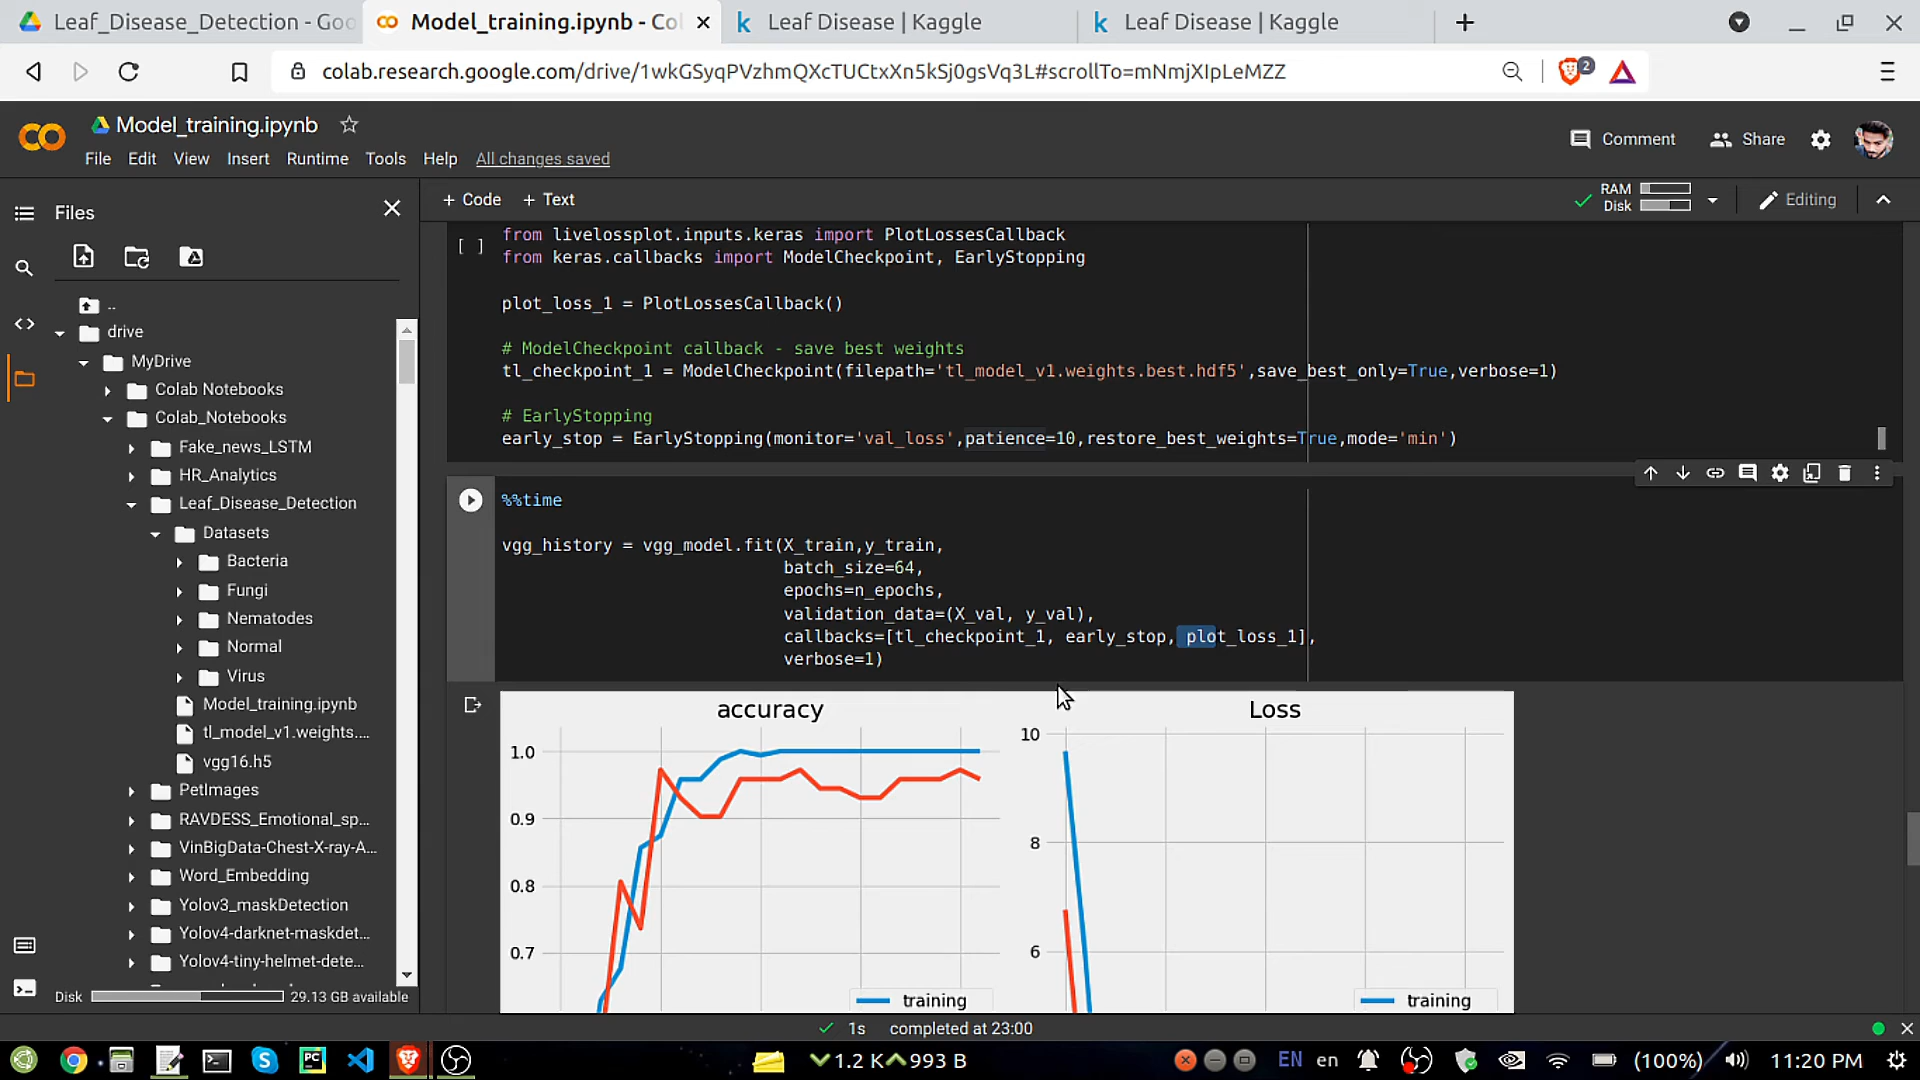 Leaf_Disease_Detection - Goo
Model_training.ipynb - Col
Leaf Disease | Kaggle
Leaf Disease | Kaggle
colab.research.google.com/drive/1wkGSyqPVzhmQXcTUCtxXn5kSj0gsVq3L#scrollTo=mNmjXIpLeMZZ
2
Model_training.ipynb
File Edit View Insert Runtime Tools Help All changes saved
Comment
Share
Files
+ Code + Text
RAM
Disk
Editing
..
drive
MyDrive
Colab Notebooks
Colab_Notebooks
Fake_news_LSTM
HR_Analytics
Leaf_Disease_Detection
Datasets
Bacteria
Fungi
Nematodes
Normal
Virus
Model_training.ipynb
tl_model_v1.weights....
vgg16.h5
PetImages
RAVDESS_Emotional_sp...
VinBigData-Chest-X-ray-A...
Word_Embedding
Yolov3_maskDetection
Yolov4-darknet-maskdet...
Yolov4-tiny-helmet-dete...
Disk 29.13 GB available
[ ]
from livelossplot.inputs.keras import PlotLossesCallback
from keras.callbacks import ModelCheckpoint, EarlyStopping
plot_loss_1 = PlotLossesCallback()
# ModelCheckpoint callback - save best weights
tl_checkpoint_1 = ModelCheckpoint(filepath='tl_model_v1.weights.best.hdf5',save_best_only=True,verbose=1)
# EarlyStopping
early_stop = EarlyStopping(monitor='val_loss',patience=10,restore_best_weights=True,mode='min')
%%time
vgg_history = vgg_model.fit(X_train,y_train,
batch_size=64,
epochs=n_epochs,
validation_data=(X_val, y_val),
callbacks=[tl_checkpoint_1, early_stop, plot_loss_1],
verbose=1)
accuracy
1.0
0.9
0.8
0.7
training
Loss
10
8
6
training
1s completed at 23:00
1.2 K 993 B
EN en (100%) 11:20 PM